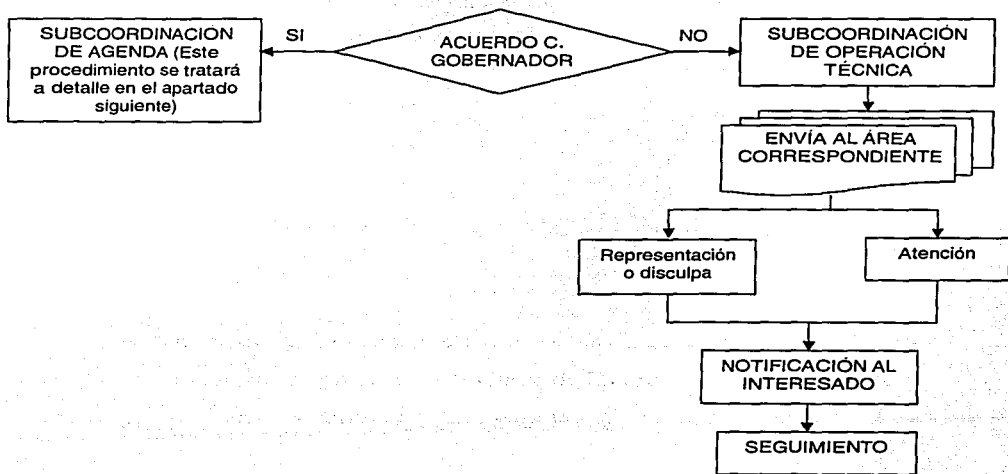 SUBCOORDINACIÓN
DE AGENDA (Este
procedimiento se tratará
a detalle en el apartado
siguiente)
SI
ACUERDO C.
GOBERNADOR
NO
SUBCOORDINACIÓN
DE OPERACIÓN
TÉCNICA
ENVÍA AL ÁREA
CORRESPONDIENTE
Representación
o disculpa
Atención
NOTIFICACIÓN AL
INTERESADO
SEGUIMIENTO